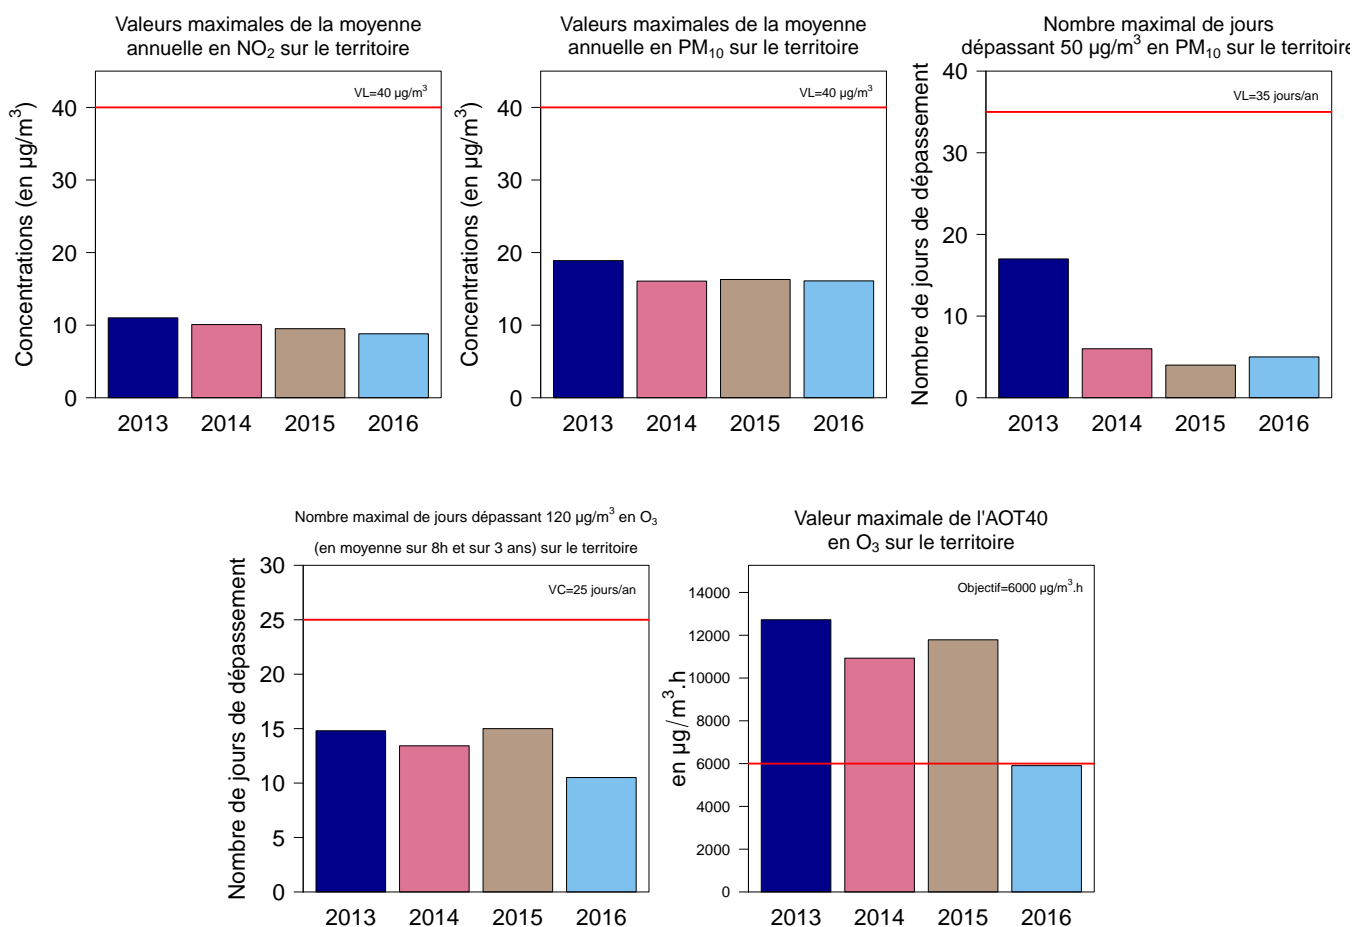 Valeurs maximales de la moyenne
annuelle en NO₂ sur le territoire
VL=40 µg/m³
Concentrations (en µg/m³)
40
30
20
10
0
2013 2014 2015 2016
Valeurs maximales de la moyenne
annuelle en PM₁₀ sur le territoire
VL=40 µg/m³
Concentrations (en µg/m³)
40
30
20
10
0
2013 2014 2015 2016
Nombre maximal de jours
dépassant 50 µg/m³ en PM₁₀ sur le territoire
VL=35 jours/an
Nombre de jours de dépassement
40
30
20
10
0
2013 2014 2015 2016
Nombre maximal de jours dépassant 120 µg/m³ en O₃
(en moyenne sur 8h et sur 3 ans) sur le territoire
VC=25 jours/an
Nombre de jours de dépassement
30
25
20
15
10
5
0
2013 2014 2015 2016
Valeur maximale de l'AOT40
en O₃ sur le territoire
Objectif=6000 µg/m³.h
en µg/m³.h
14000
12000
10000
8000
6000
4000
2000
0
2013 2014 2015 2016